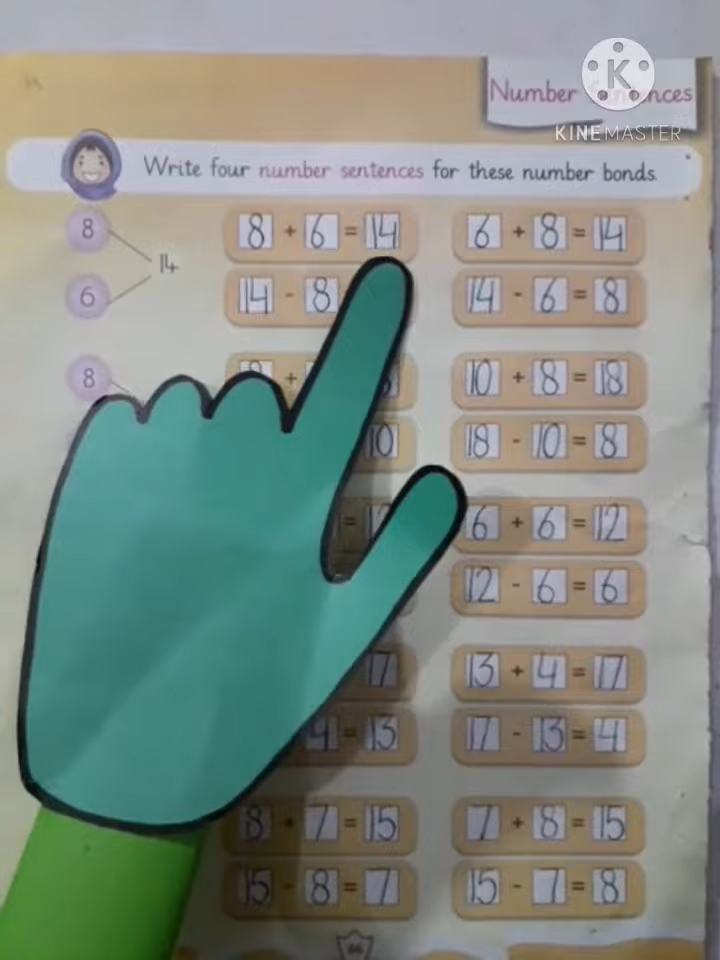 Number
KINEMASTER
Write four number sentences for these number bonds.
8 8 + 6 = 14 6 + 8 = 14
14
6 14 - 8 14 - 6 = 8
8 + 10 + 8 = 18
10 18 - 10 = 8
= 6 + 6 = 12
12 - 6 = 6
17 13 + 4 = 17
4 = 13 17 - 13 = 4
8 + 7 = 15 7 + 8 = 15
15 - 8 = 7 15 - 7 = 8